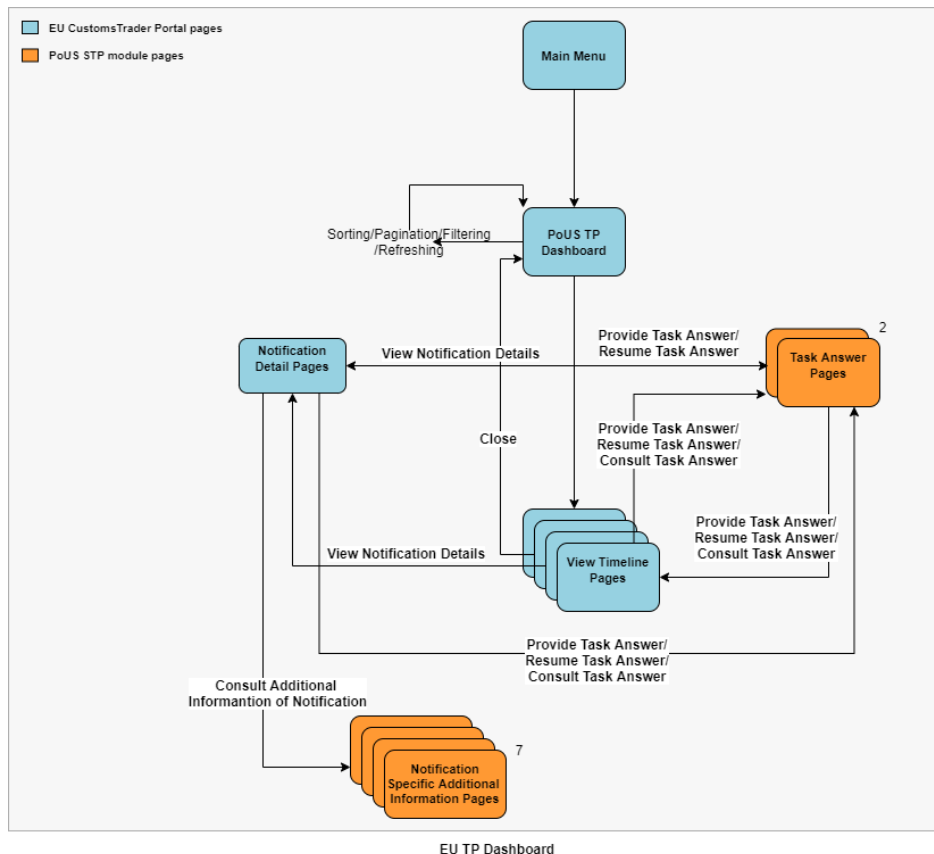 EU CustomsTrader Portal pages
PoUS STP module pages
Main Menu
Sorting/Pagination/Filtering
/Refreshing
PoUS TP
Dashboard
2
Provide Task Answer/
Resume Task Answer
View Notification Details
Notification
Detail Pages
Task Answer
Pages
Close
Provide Task Answer/
Resume Task Answer/
Consult Task Answer
Provide Task Answer/
Resume Task Answer/
Consult Task Answer
View Notification Details
View Timeline
Pages
Provide Task Answer/
Resume Task Answer/
Consult Task Answer
Consult Additional
Informantion of Notification
7
Notification
Specific Additional
Information Pages
EU TP Dashboard